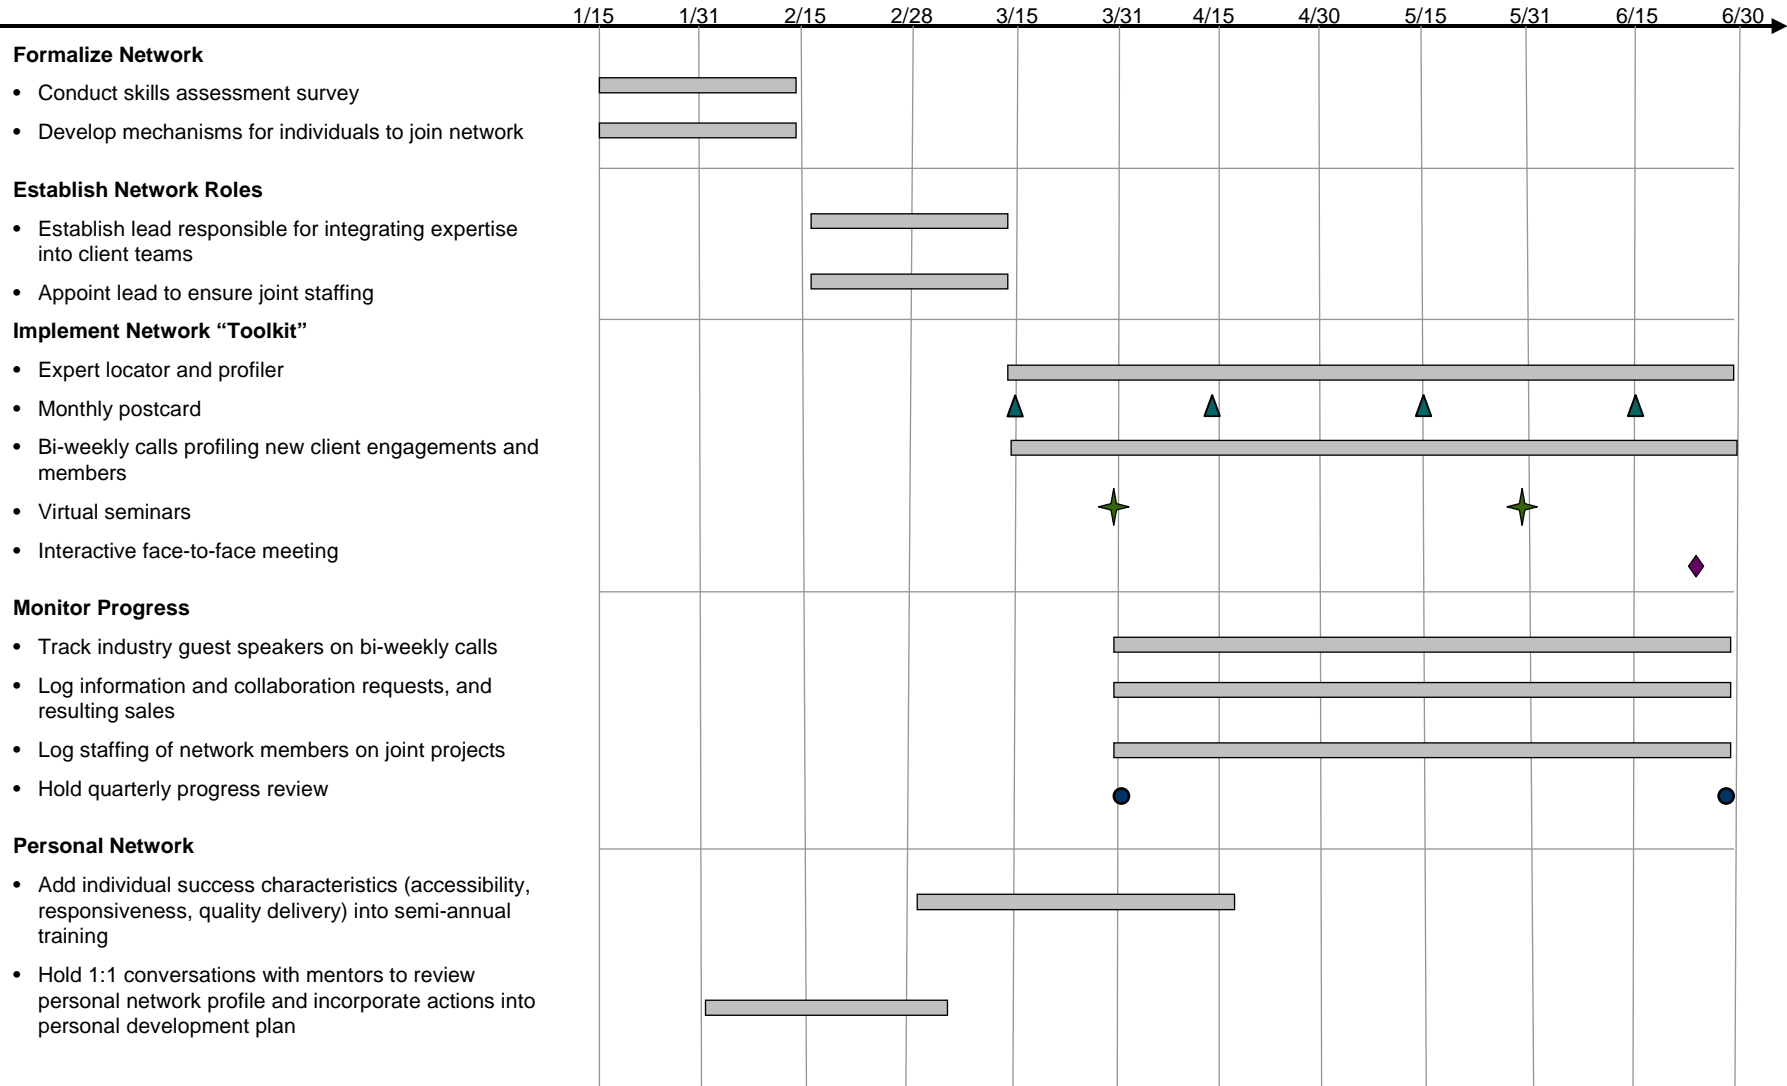 1/15 1/31 2/15 2/28 3/15 3/31 4/15 4/30 5/15 5/31 6/15 6/30
Formalize Network
• Conduct skills assessment survey
• Develop mechanisms for individuals to join network
Establish Network Roles
• Establish lead responsible for integrating expertise
into client teams
• Appoint lead to ensure joint staffing
Implement Network “Toolkit”
• Expert locator and profiler
• Monthly postcard
• Bi-weekly calls profiling new client engagements and
members
• Virtual seminars
• Interactive face-to-face meeting
Monitor Progress
• Track industry guest speakers on bi-weekly calls
• Log information and collaboration requests, and
resulting sales
• Log staffing of network members on joint projects
• Hold quarterly progress review
Personal Network
• Add individual success characteristics (accessibility,
responsiveness, quality delivery) into semi-annual
training
• Hold 1:1 conversations with mentors to review
personal network profile and incorporate actions into
personal development plan